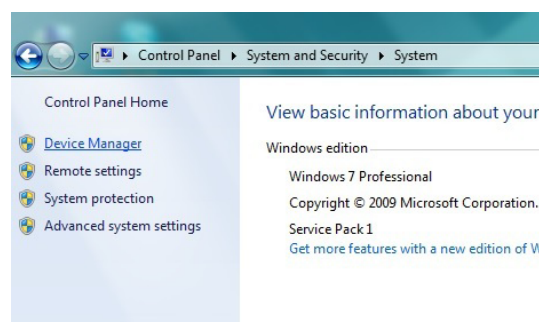 Control Panel ▸ System and Security ▸ System
Control Panel Home
Device Manager
Remote settings
System protection
Advanced system settings
View basic information about your
Windows edition
Windows 7 Professional
Copyright © 2009 Microsoft Corporation.
Service Pack 1
Get more features with a new edition of